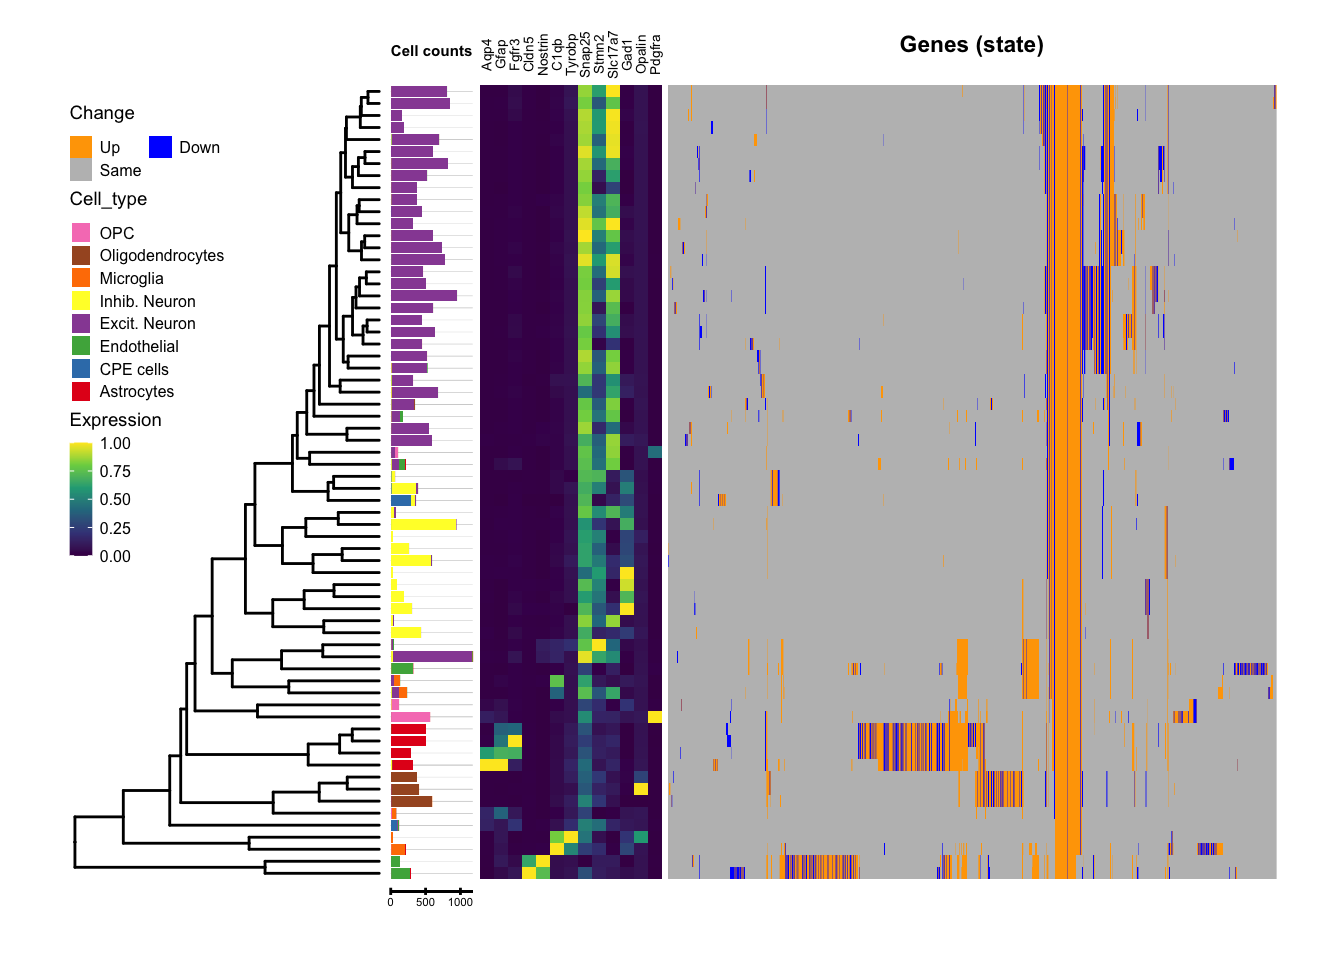 Genes (state)
Cell counts
Aqp4
Gfap
Fgfr3
Cldn5
Nostrin
C1qb
Tyrobp
Snap25
Stmn2
Slc17a7
Gad1
Opalin
Pdgfra
Change
Up
Down
Same
Cell_type
OPC
Oligodendrocytes
Microglia
Inhib. Neuron
Excit. Neuron
Endothelial
CPE cells
Astrocytes
Expression
1.00
0.75
0.50
0.25
0.00
0 500 1000